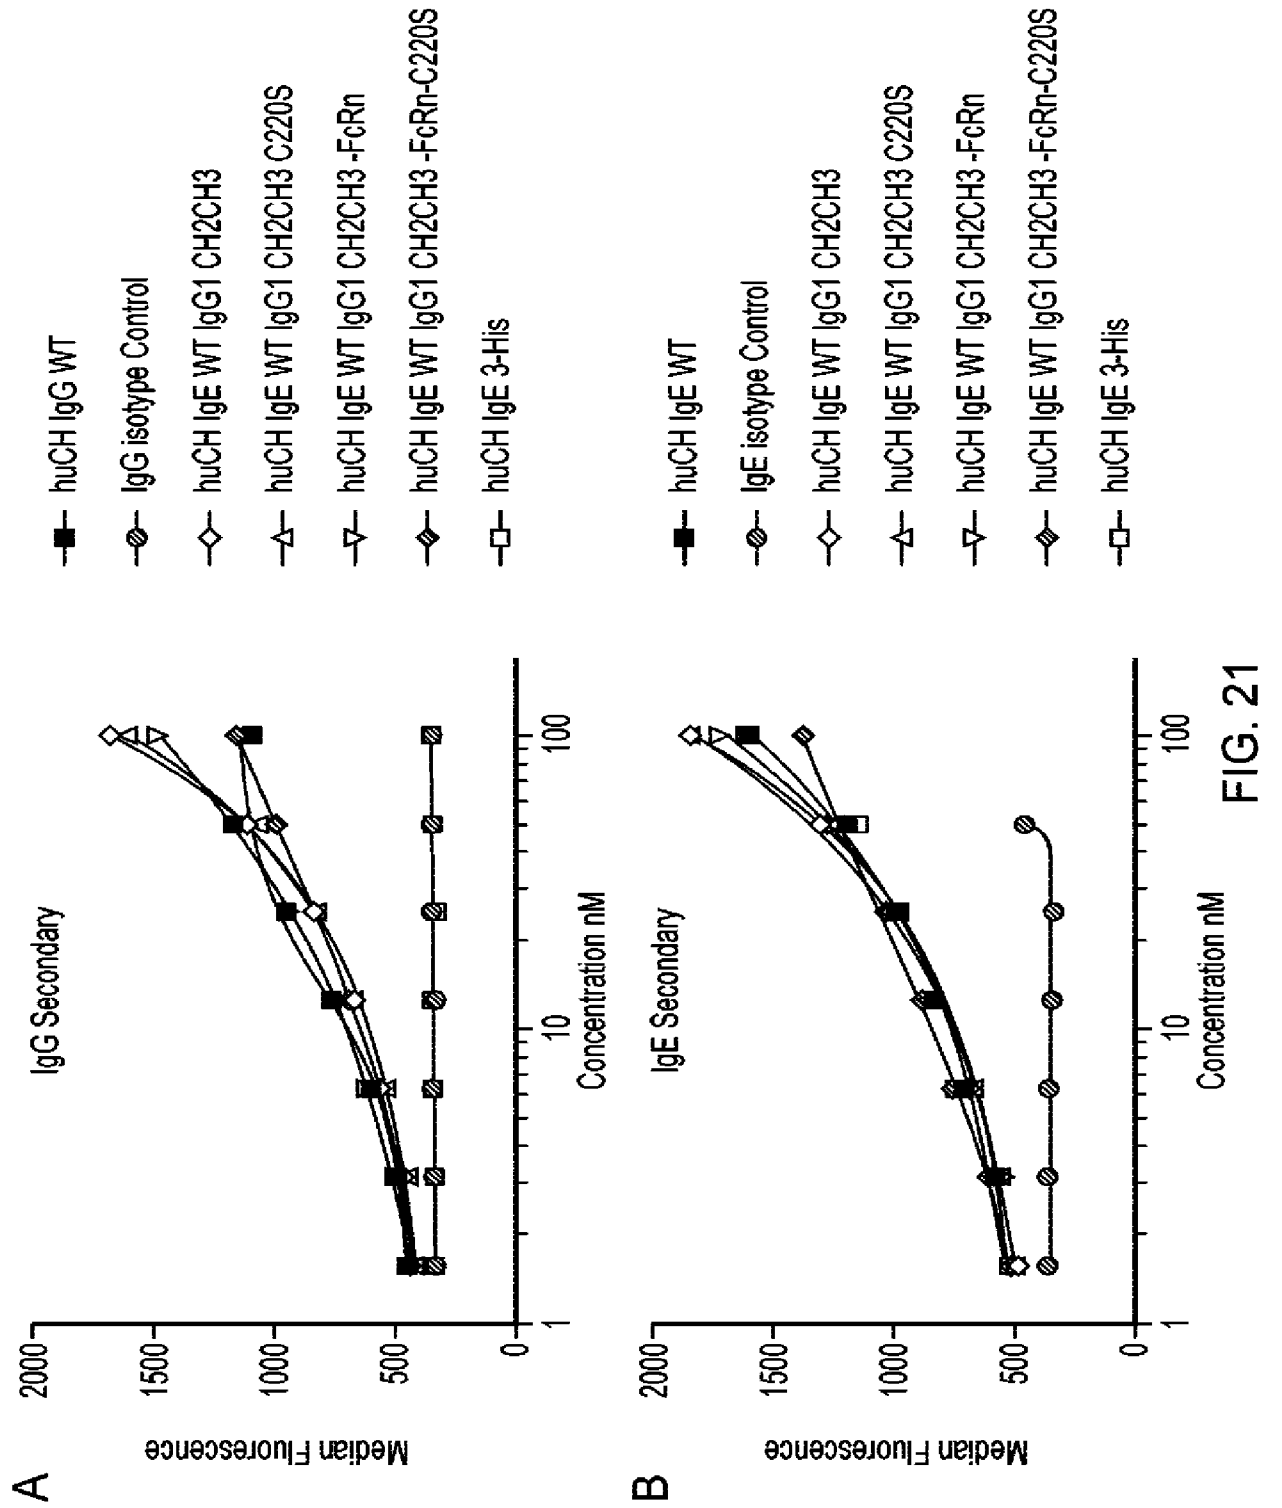 A
IgG Secondary
Median Fluorescence
2000
1500
1000
500
0
1
10
100
Concentration nM
huCH IgG WT
IgG isotype Control
huCH IgE WT IgG1 CH2CH3
huCH IgE WT IgG1 CH2CH3 C220S
huCH IgE WT IgG1 CH2CH3 -FcRn
huCH IgE WT IgG1 CH2CH3 -FcRn-C220S
huCH IgE 3-His
B
IgE Secondary
Median Fluorescence
2000
1500
1000
500
0
1
10
100
Concentration nM
huCH IgE WT
IgE isotype Control
huCH IgE WT IgG1 CH2CH3
huCH IgE WT IgG1 CH2CH3 C220S
huCH IgE WT IgG1 CH2CH3 -FcRn
huCH IgE WT IgG1 CH2CH3 -FcRn-C220S
huCH IgE 3-His
FIG. 21